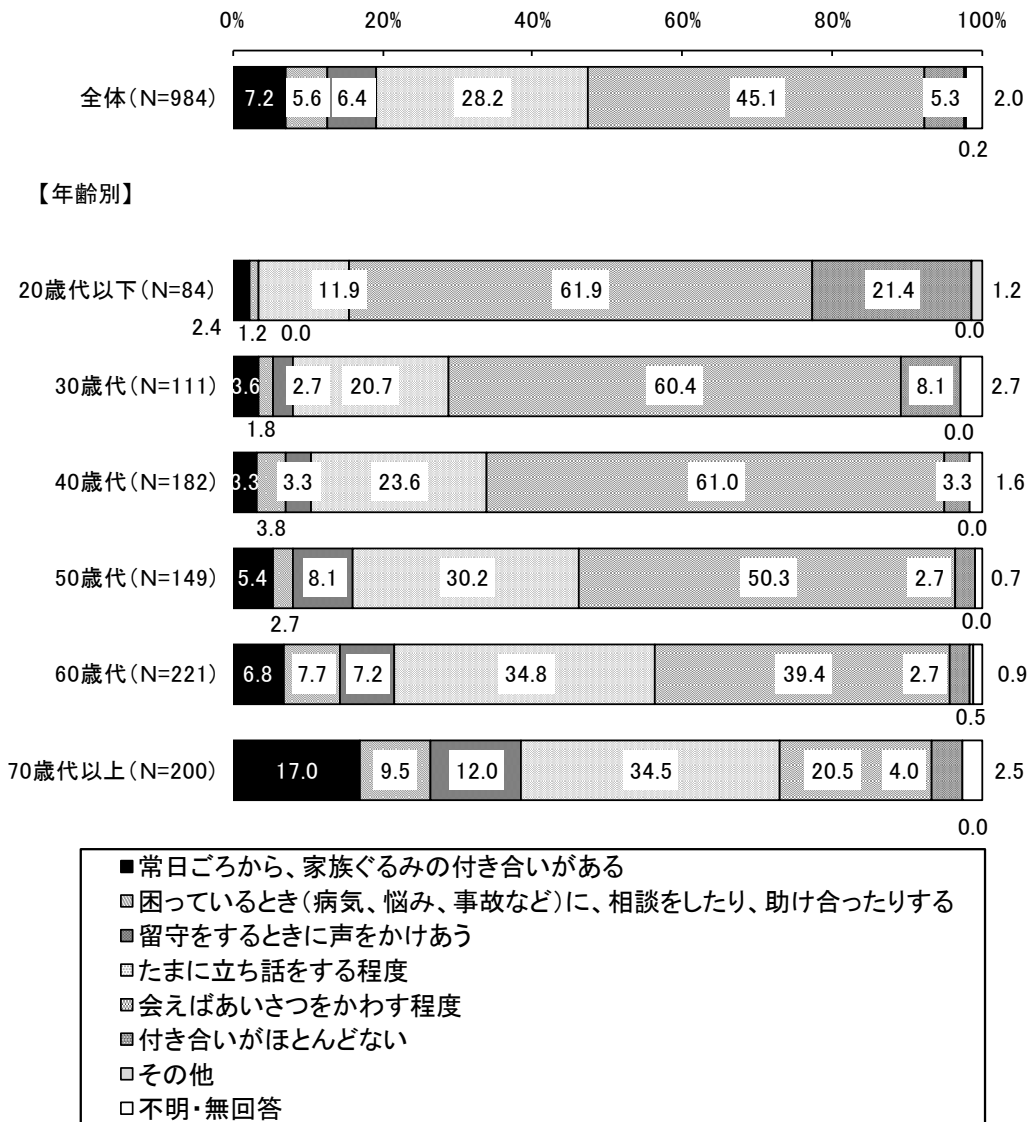 0% 20% 40% 60% 80% 100%
全体(N=984) 7.2 5.6 6.4 28.2 45.1 5.3 2.0
0.2
【年齢別】
20歳代以下(N=84) 11.9 61.9 21.4 1.2
2.4 1.2 0.0 0.0
30歳代(N=111) 3.6 2.7 20.7 60.4 8.1 2.7
1.8 0.0
40歳代(N=182) 3.3 3.3 23.6 61.0 3.3 1.6
3.8 0.0
50歳代(N=149) 5.4 8.1 30.2 50.3 2.7 0.7
2.7 0.0
60歳代(N=221) 6.8 7.7 7.2 34.8 39.4 2.7 0.9
0.5
70歳代以上(N=200) 17.0 9.5 12.0 34.5 20.5 4.0 2.5
0.0
常日ごろから、家族ぐるみの付き合いがある
困っているとき(病気、悩み、事故など)に、相談をしたり、助け合ったりする
留守をするときに声をかけあう
たまに立ち話をする程度
会えばあいさつをかわす程度
付き合いがほとんどない
その他
不明・無回答